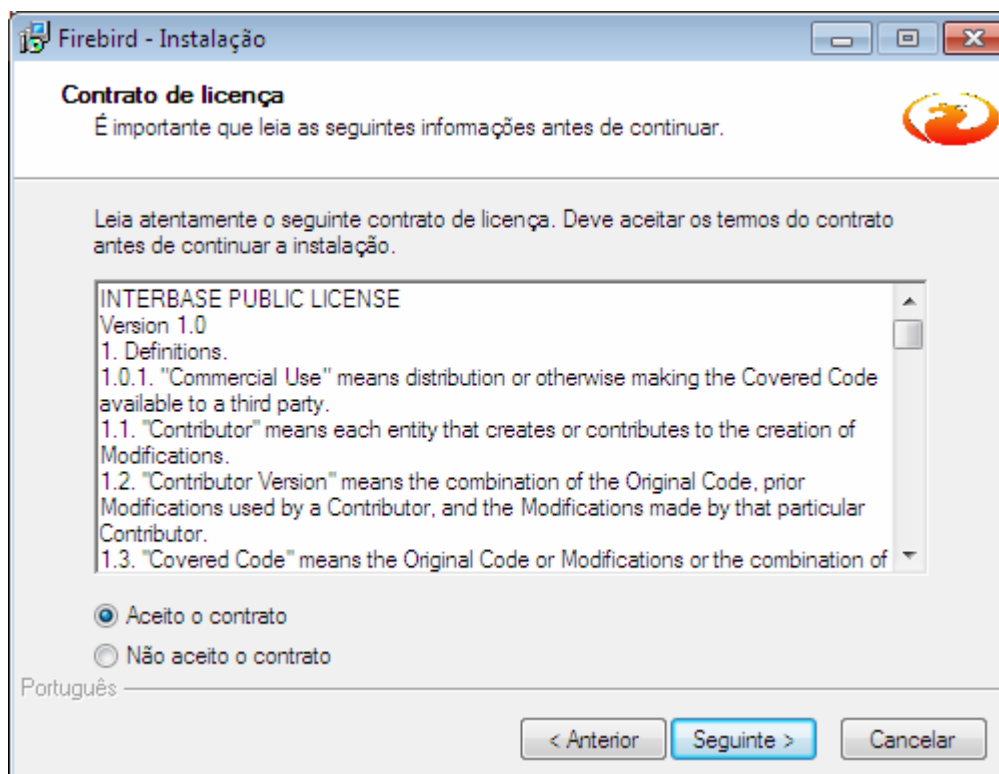 Firebird - Instalação
Contrato de licença
É importante que leia as seguintes informações antes de continuar.
Leia atentamente o seguinte contrato de licença. Deve aceitar os termos do contrato
antes de continuar a instalação.
INTERBASE PUBLIC LICENSE
Version 1.0
1. Definitions.
1.0.1. "Commercial Use" means distribution or otherwise making the Covered Code
available to a third party.
1.1. "Contributor" means each entity that creates or contributes to the creation of
Modifications.
1.2. "Contributor Version" means the combination of the Original Code, prior
Modifications used by a Contributor, and the Modifications made by that particular
Contributor.
1.3. "Covered Code" means the Original Code or Modifications or the combination of
Aceito o contrato
Não aceito o contrato
Português
< Anterior
Seguinte >
Cancelar